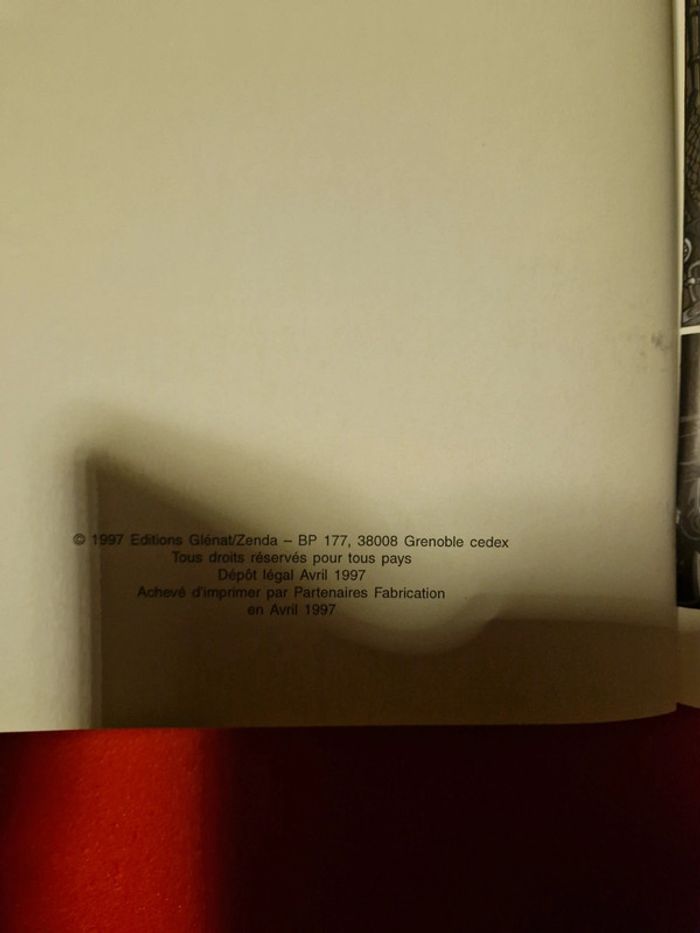 © 1997 Editions Glénat/Zenda – BP 177, 38008 Grenoble cedex
Tous droits réservés pour tous pays
Dépôt légal Avril 1997
Achevé d'imprimer par Partenaires Fabrication
en Avril 1997